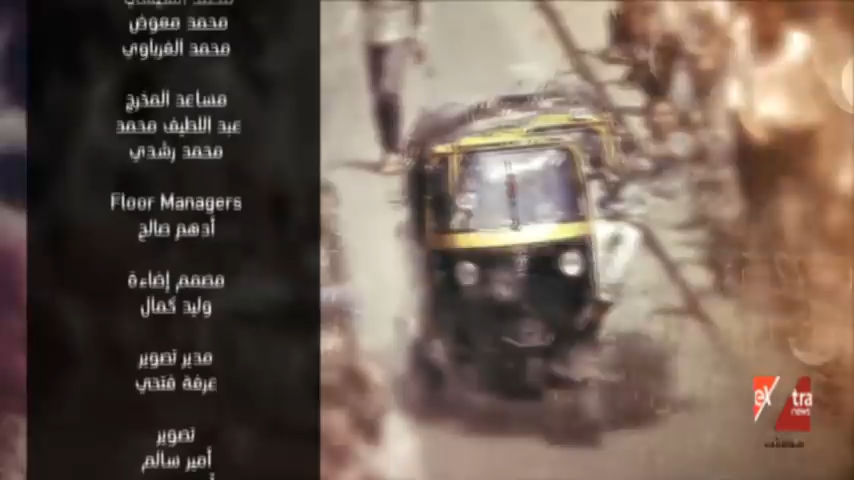 محمد معوض
محمد الغرباوي
مساعد المخرج
عبد اللطيف محمد
محمد رشدي
Floor Managers
أدهم صالح
مصمم إضاءة
وليد كمال
مدير تصوير
عرفة فتحي
تصوير
أمير سالم
extra
news